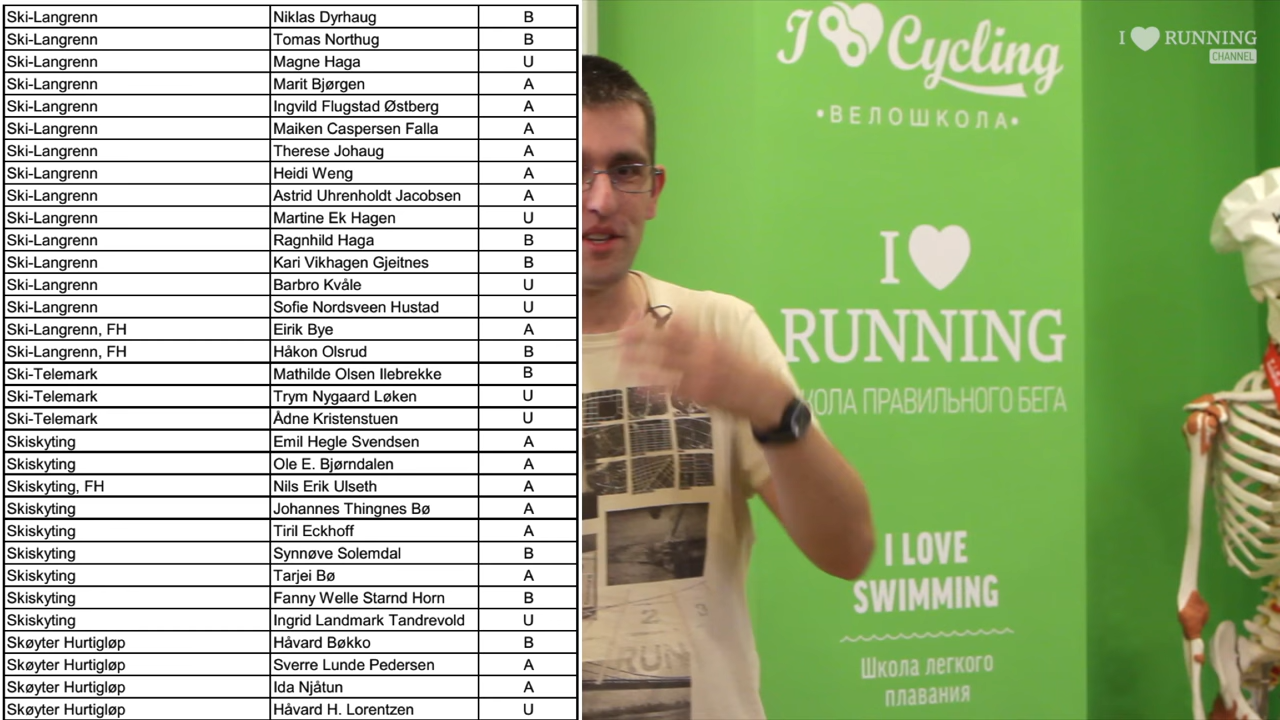 Ski-Langrenn Niklas Dyrhaug B
Ski-Langrenn Tomas Northug B
Ski-Langrenn Magne Haga U
Ski-Langrenn Marit Bjørgen A
Ski-Langrenn Ingvild Flugstad Østberg A
Ski-Langrenn Maiken Caspersen Falla A
Ski-Langrenn Therese Johaug A
Ski-Langrenn Heidi Weng A
Ski-Langrenn Astrid Uhrenholdt Jacobsen A
Ski-Langrenn Martine Ek Hagen U
Ski-Langrenn Ragnhild Haga B
Ski-Langrenn Kari Vikhagen Gjeitnes B
Ski-Langrenn Barbro Kvåle U
Ski-Langrenn Sofie Nordsveen Hustad U
Ski-Langrenn, FH Eirik Bye A
Ski-Langrenn, FH Håkon Olsrud B
Ski-Telemark Mathilde Olsen Ilebrekke B
Ski-Telemark Trym Nygaard Løken U
Ski-Telemark Ådne Kristenstuen U
Skiskyting Emil Hegle Svendsen A
Skiskyting Ole E. Bjørndalen A
Skiskyting, FH Nils Erik Ulseth A
Skiskyting Johannes Thingnes Bø A
Skiskyting Tiril Eckhoff A
Skiskyting Synnøve Solemdal B
Skiskyting Tarjei Bø A
Skiskyting Fanny Welle Starnd Horn B
Skiskyting Ingrid Landmark Tandrevold U
Skøyter Hurtigløp Håvard Bøkko B
Skøyter Hurtigløp Sverre Lunde Pedersen A
Skøyter Hurtigløp Ida Njåtun A
Skøyter Hurtigløp Håvard H. Lorentzen U
I Cycling
•ВЕЛОШКОЛА•
I RUNNING
CHANNEL
I
RUNNING
ПРАВИЛЬНОГО БЕГА
I LOVE
SWIMMING
Школа легкого
плавания
2 3
RUN